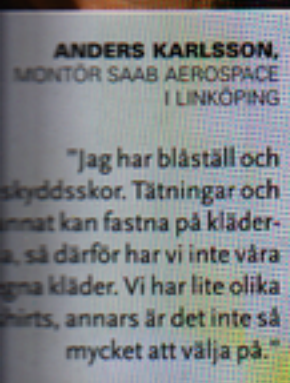 ANDERS KARLSSON,
MONTÖR SAAB AEROSPACE
I LINKÖPING
"Jag har blåställ och
skyddsskor. Tätningar och
annat kan fastna på kläder-
a, så därför har vi inte våra
egna kläder. Vi har lite olika
shirts, annars är det inte så
mycket att välja på."